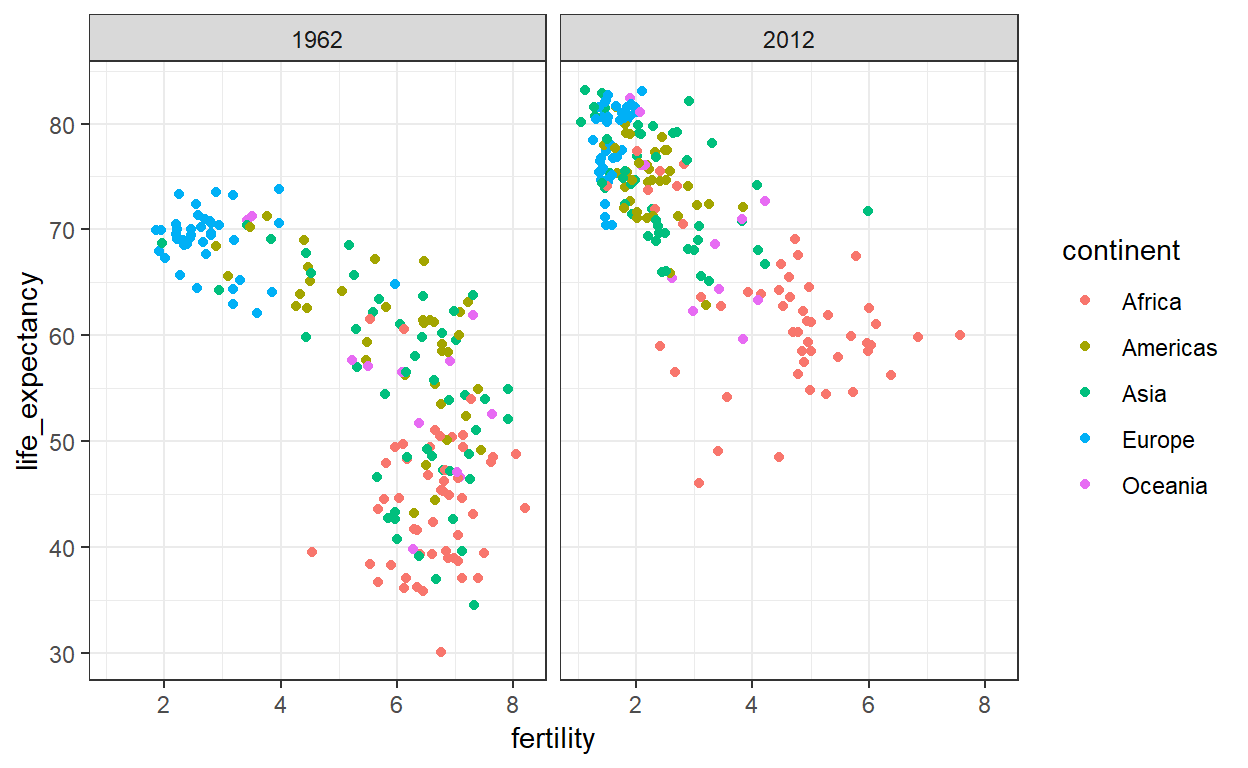 1962 2012
80
70
60
50
40
30
life_expectancy
2 4 6 8 2 4 6 8
fertility
continent
Africa
Americas
Asia
Europe
Oceania